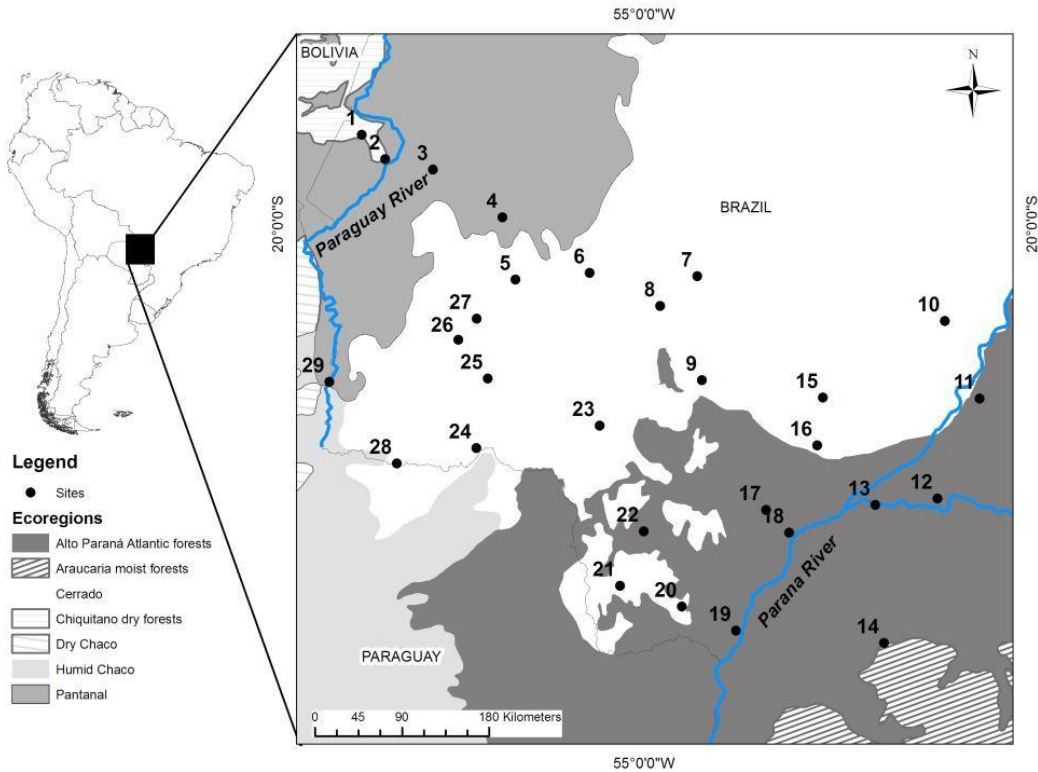 55°0'0"W
BOLIVIA
N
1
2
3
Paraguay River
4
BRAZIL
20°0'0"S
20°0'0"S
5
6
7
8
27
26
10
29
25
9
15
11
23
16
24
28
17
13
12
18
22
21
20
Parana River
19
14
PARAGUAY
Legend
Sites
Ecoregions
Alto Paraná Atlantic forests
Araucaria moist forests
Cerrado
Chiquitano dry forests
Dry Chaco
Humid Chaco
Pantanal
0 45 90 180 Kilometers
55°0'0"W